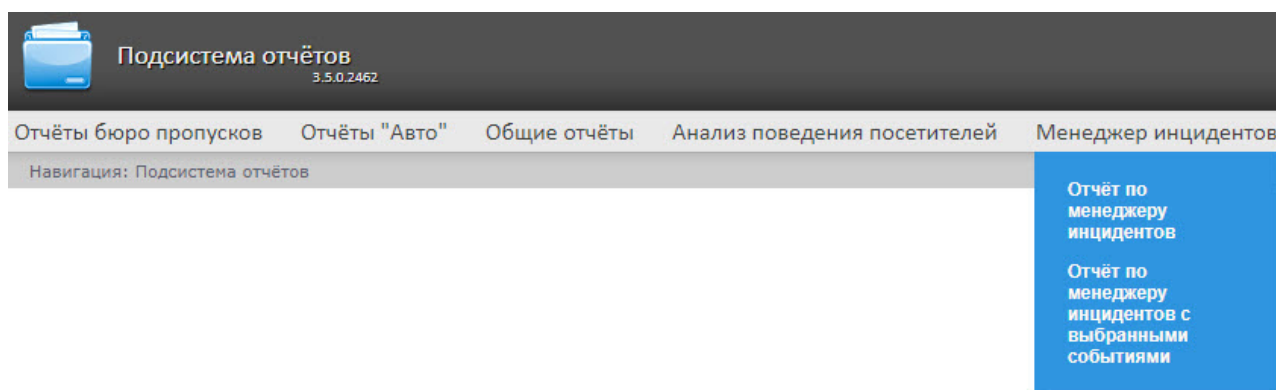 Подсистема отчётов
3.5.0.2462
Отчёты бюро пропусков Отчёты "Авто" Общие отчёты Анализ поведения посетителей Менеджер инцидентов
Навигация: Подсистема отчётов
Отчёт по
менеджеру
инцидентов
Отчёт по
менеджеру
инцидентов с
выбранными
событиями